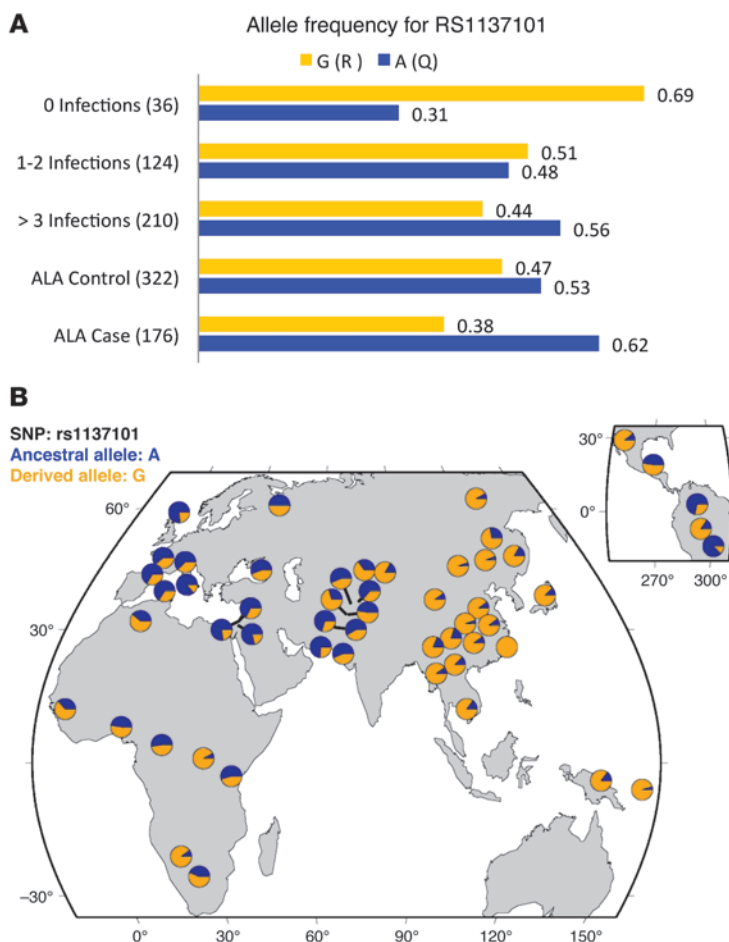 A
Allele frequency for RS1137101
G (R ) A (Q)
0 Infections (36)
0.69
0.31
1-2 Infections (124)
0.51
0.48
> 3 Infections (210)
0.44
0.56
ALA Control (322)
0.47
0.53
ALA Case (176)
0.38
0.62
B
SNP: rs1137101
Ancestral allele: A
Derived allele: G
30°
0°
270° 300°
60°
30°
−30°
0° 30° 60° 90° 120° 150°